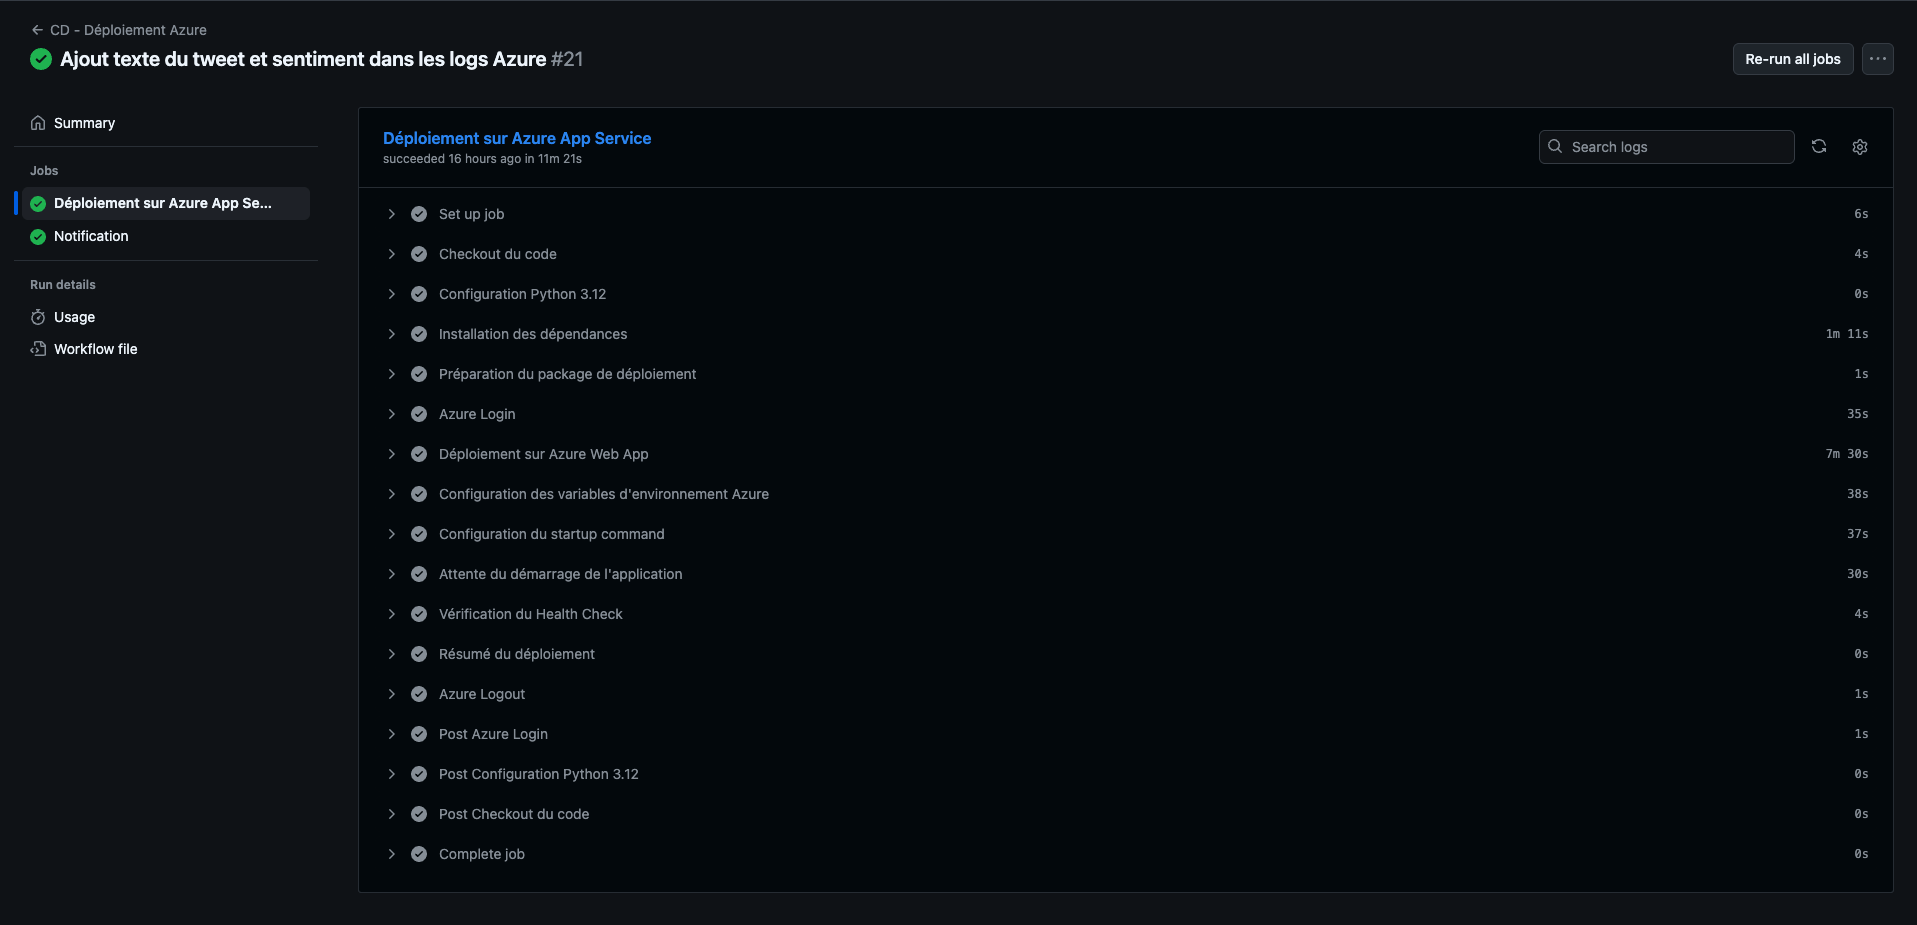 CD - Déploiement Azure
Ajout texte du tweet et sentiment dans les logs Azure #21
Re-run all jobs
Summary
Jobs
Déploiement sur Azure App Se...
Notification
Run details
Usage
Workflow file
Déploiement sur Azure App Service
succeeded 16 hours ago in 11m 21s
Search logs
Set up job 6s
Checkout du code 4s
Configuration Python 3.12 0s
Installation des dépendances 1m 11s
Préparation du package de déploiement 1s
Azure Login 35s
Déploiement sur Azure Web App 7m 30s
Configuration des variables d'environnement Azure 38s
Configuration du startup command 37s
Attente du démarrage de l'application 30s
Vérification du Health Check 4s
Résumé du déploiement 0s
Azure Logout 1s
Post Azure Login 1s
Post Configuration Python 3.12 0s
Post Checkout du code 0s
Complete job 0s